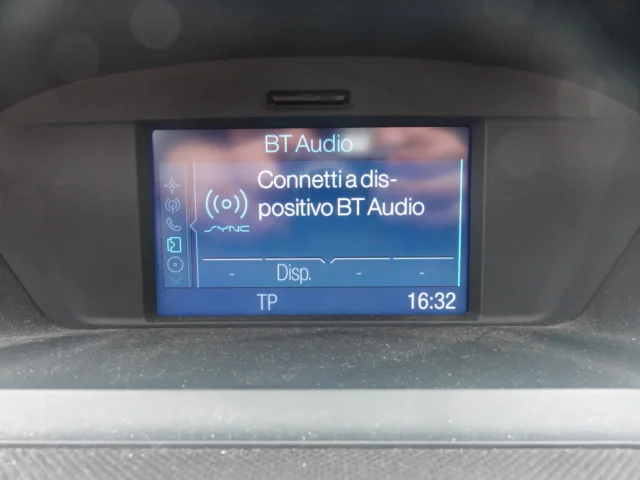 BT Audio
Connetti a dis-
positivo BT Audio
SYNC
- Disp. - -
TP 16:32